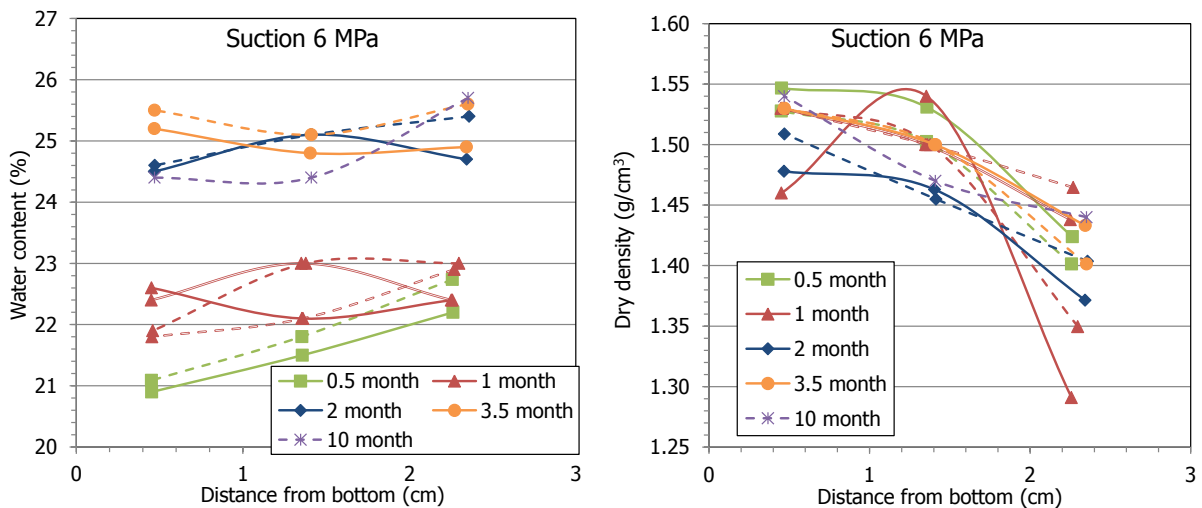 Suction 6 MPa
Water content (%)
27
26
25
24
23
22
21
20
0.5 month
1 month
2 month
3.5 month
10 month
0
1
2
3
Distance from bottom (cm)
Suction 6 MPa
Dry density (g/cm³)
1.60
1.55
1.50
1.45
1.40
1.35
1.30
1.25
0.5 month
1 month
2 month
3.5 month
10 month
0
1
2
3
Distance from bottom (cm)